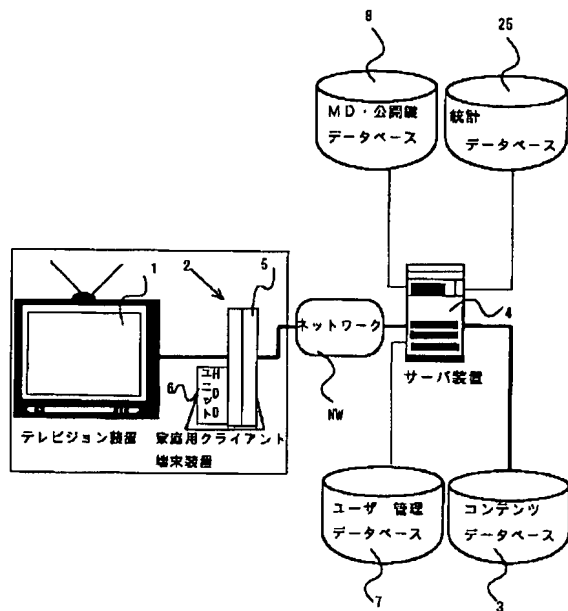 8
25
MD・公開鍵
データベース
統計
データベース
1
2
5
ネットワーク
4
HDD
ユニット
6
サーバ装置
NW
テレビジョン装置
家庭用クライアント
端末装置
ユーザ 管理
データベース
コンテンツ
データベース
7
3